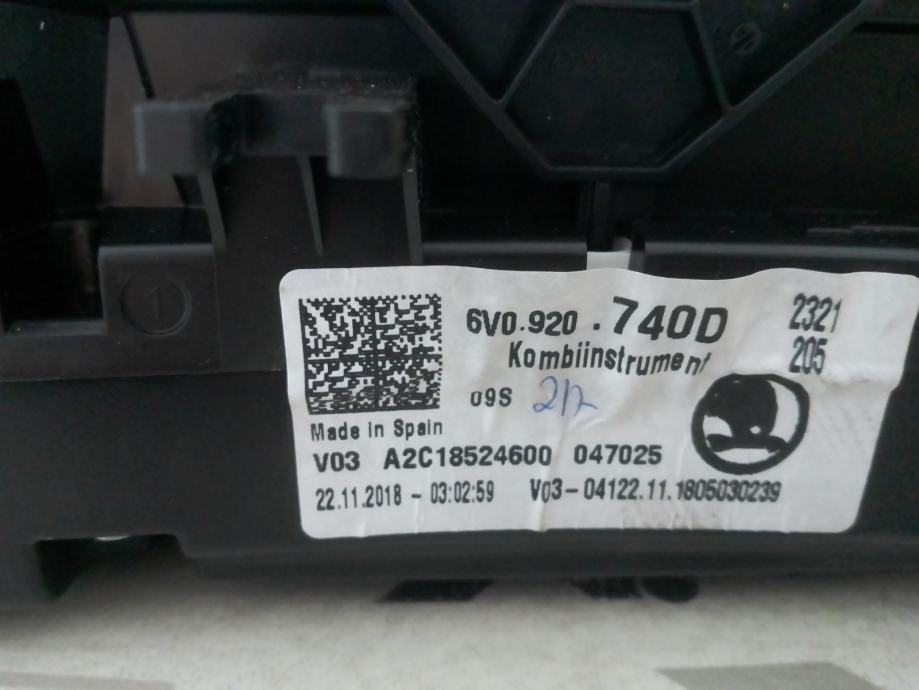 6V0.920 .740D 2321
Kombiinstrument 205
09S
Made in Spain
V03 A2C18524600 047025
22.11.2018 - 03:02:59 V03-04122.11.1805030239
1